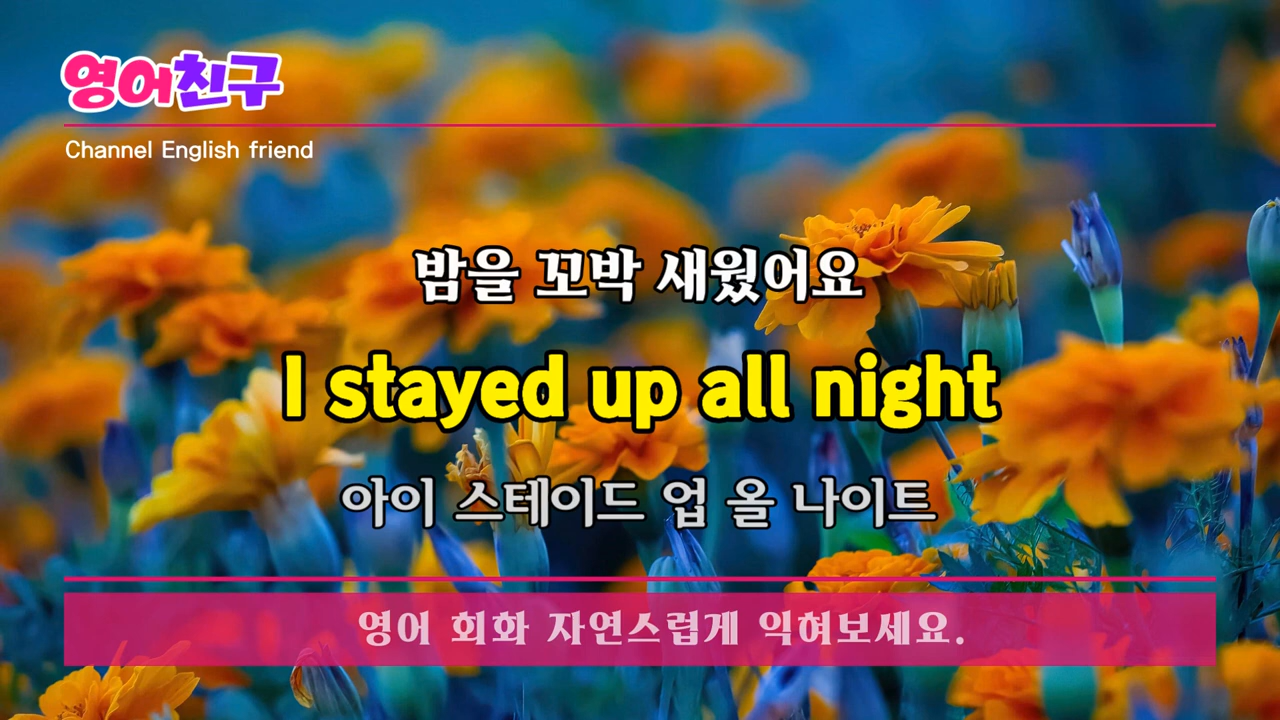 영어친구
Channel English friend
밤을 꼬박 새웠어요
I stayed up all night
아이 스테이드 업 올 나이트
영어 회화 자연스럽게 익혀보세요.